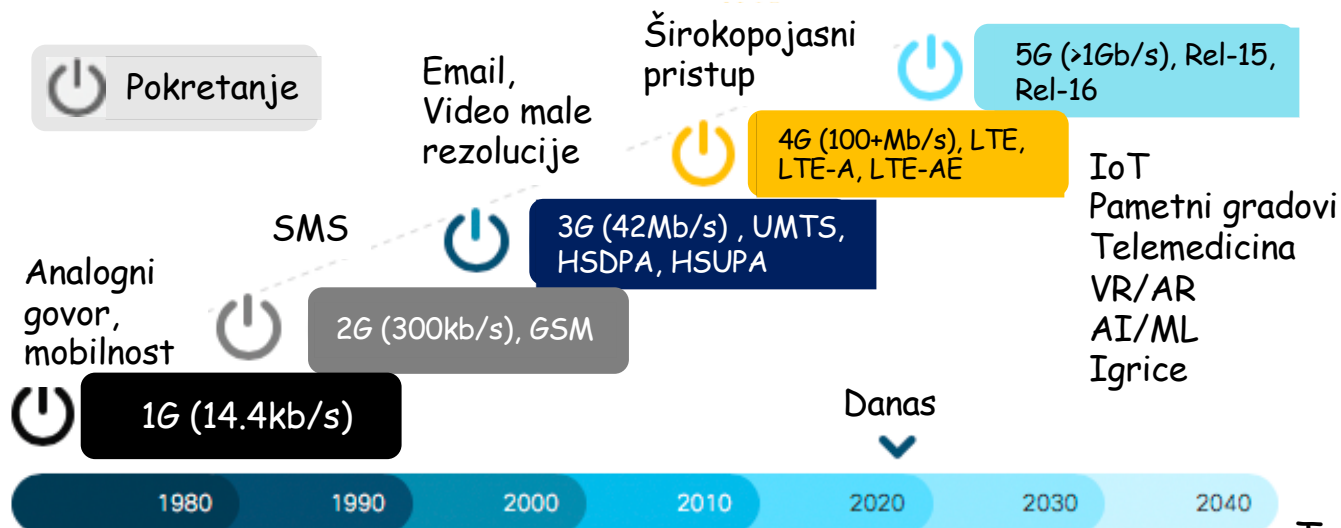 Pokretanje
Širokopojasni
pristup
5G (>1Gb/s), Rel-15,
Rel-16
Email,
Video male
rezolucije
4G (100+Mb/s), LTE,
LTE-A, LTE-AE
IoT
Pametni gradovi
Telemedicina
VR/AR
AI/ML
Igrice
SMS
3G (42Mb/s) , UMTS,
HSDPA, HSUPA
Analogni
govor,
mobilnost
2G (300kb/s), GSM
1G (14.4kb/s)
Danas
1980 1990 2000 2010 2020 2030 2040